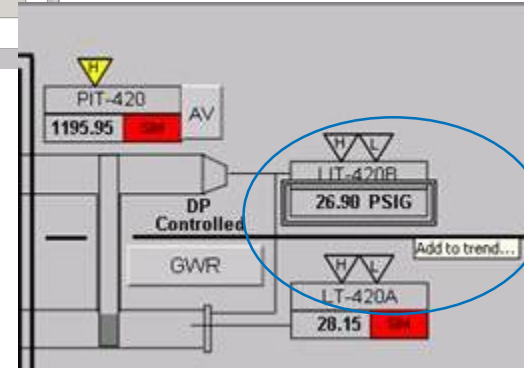 H
PIT-420
1195.95 SIM
AV
H L
LIT-420B
26.90 PSIG
DP
Controlled
Add to trend...
GWR
H L
LT-420A
28.15 SIM